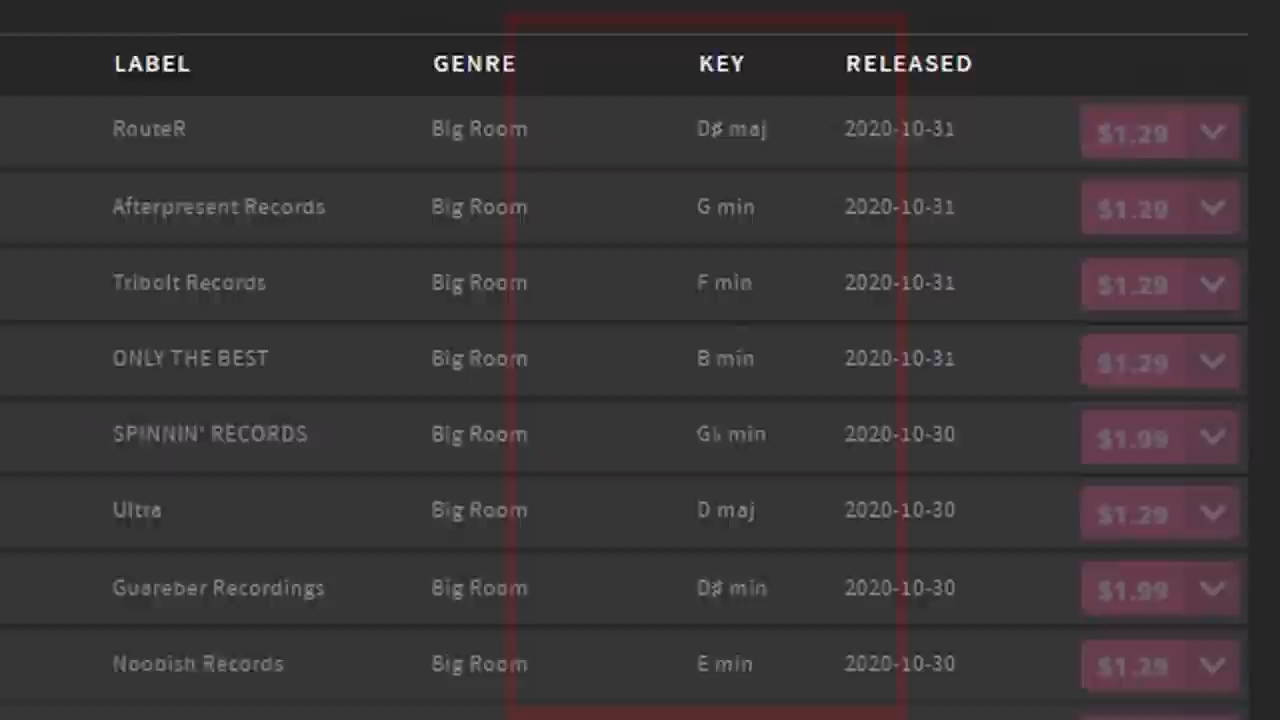 LABEL GENRE KEY RELEASED
RouteR Big Room D♯ maj 2020-10-31 $1.29
Afterpresent Records Big Room G min 2020-10-31 $1.29
Tribolt Records Big Room F min 2020-10-31 $1.29
ONLY THE BEST Big Room B min 2020-10-31 $1.29
SPINNIN' RECORDS Big Room G♭ min 2020-10-30 $1.99
Ultra Big Room D maj 2020-10-30 $1.29
Guareber Recordings Big Room D♯ min 2020-10-30 $1.99
Noobish Records Big Room E min 2020-10-30 $1.29